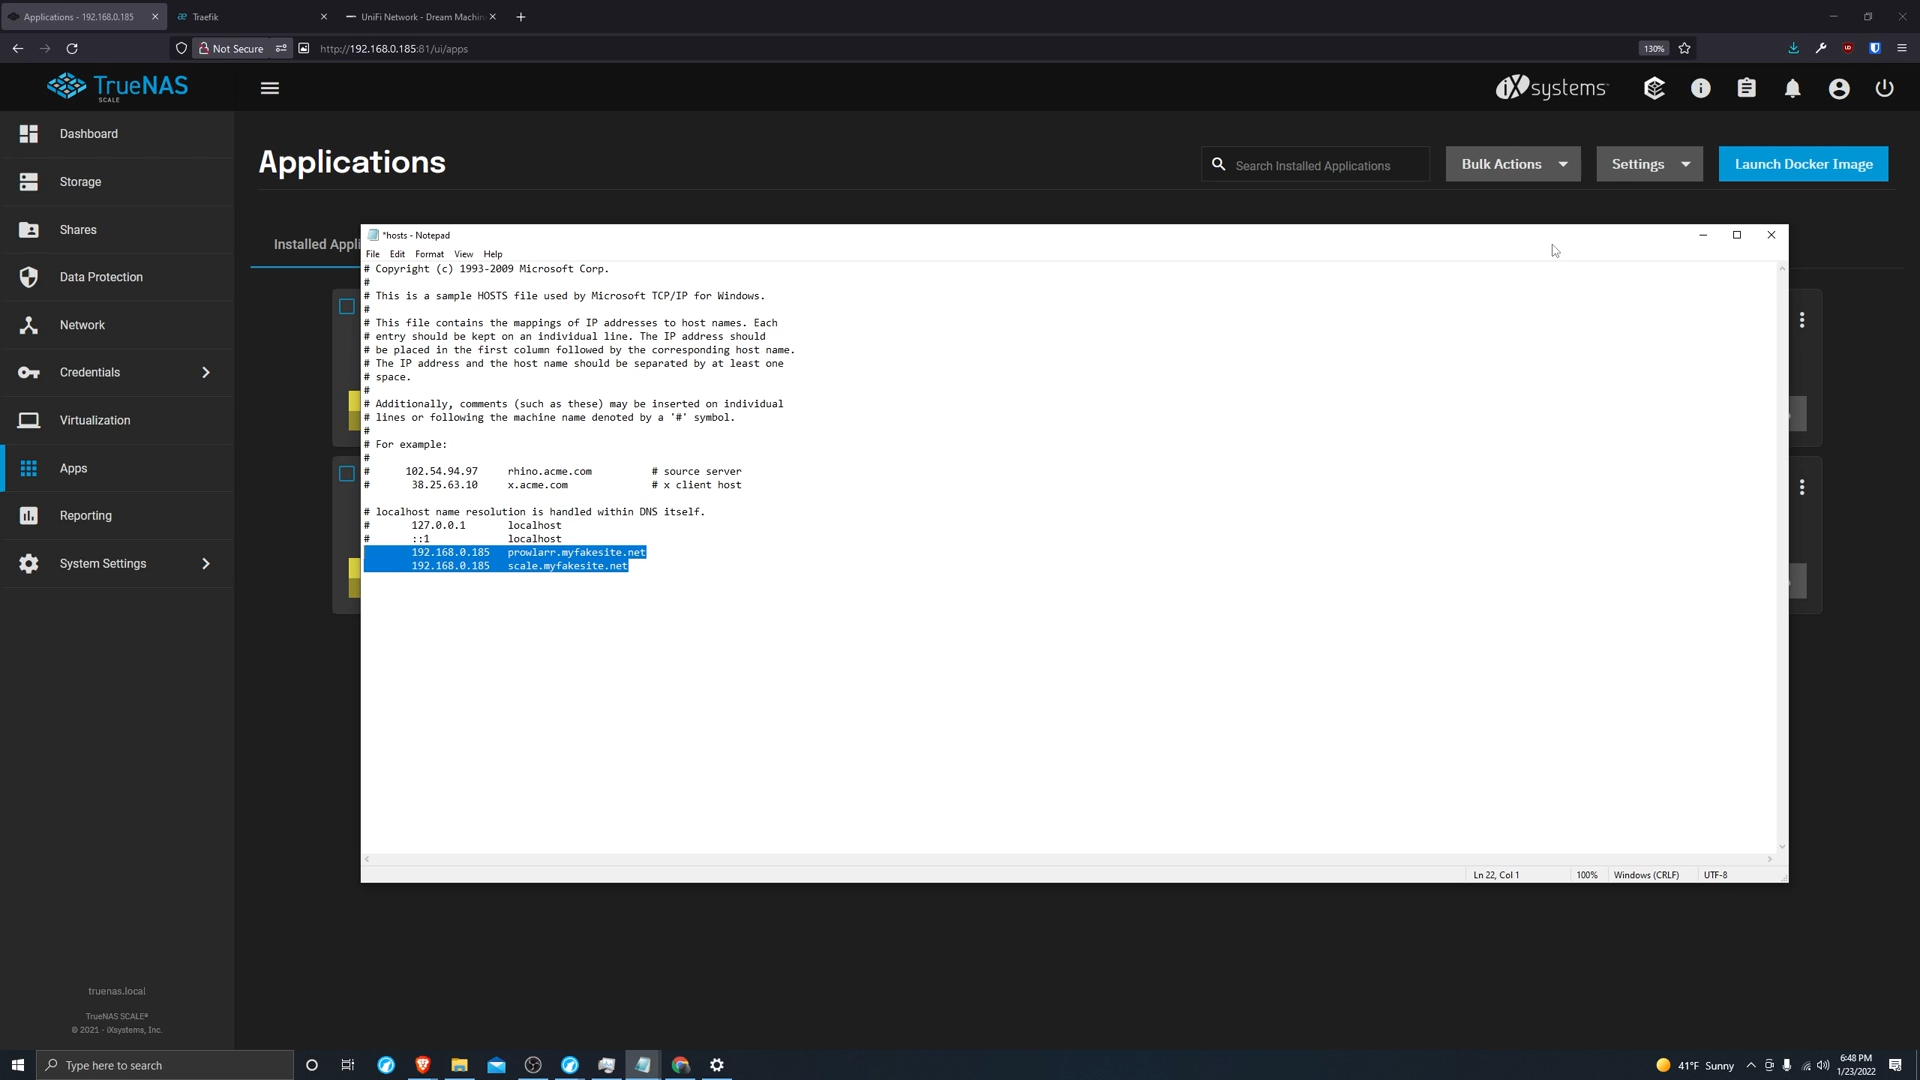 Applications - 192.168.0.185
Traefik
UniFi Network - Dream Machin
Not Secure
http://192.168.0.185:81/ui/apps
130%
TrueNAS
SCALE
iXsystems
Dashboard
Storage
Shares
Data Protection
Network
Credentials
Virtualization
Apps
Reporting
System Settings
truenas.local
TrueNAS SCALE®
© 2021 - iXsystems, Inc.
Applications
Search Installed Applications
Bulk Actions
Settings
Launch Docker Image
Installed Appli
*hosts - Notepad
File Edit Format View Help
# Copyright (c) 1993-2009 Microsoft Corp.
#
# This is a sample HOSTS file used by Microsoft TCP/IP for Windows.
#
# This file contains the mappings of IP addresses to host names. Each
# entry should be kept on an individual line. The IP address should
# be placed in the first column followed by the corresponding host name.
# The IP address and the host name should be separated by at least one
# space.
#
# Additionally, comments (such as these) may be inserted on individual
# lines or following the machine name denoted by a '#' symbol.
#
# For example:
#
# 102.54.94.97 rhino.acme.com # source server
# 38.25.63.10 x.acme.com # x client host
# localhost name resolution is handled within DNS itself.
# 127.0.0.1 localhost
# ::1 localhost
192.168.0.185 prowlarr.myfakesite.net
192.168.0.185 scale.myfakesite.net
Ln 22, Col 1
100%
Windows (CRLF)
UTF-8
Type here to search
41°F Sunny
6:48 PM
1/23/2022